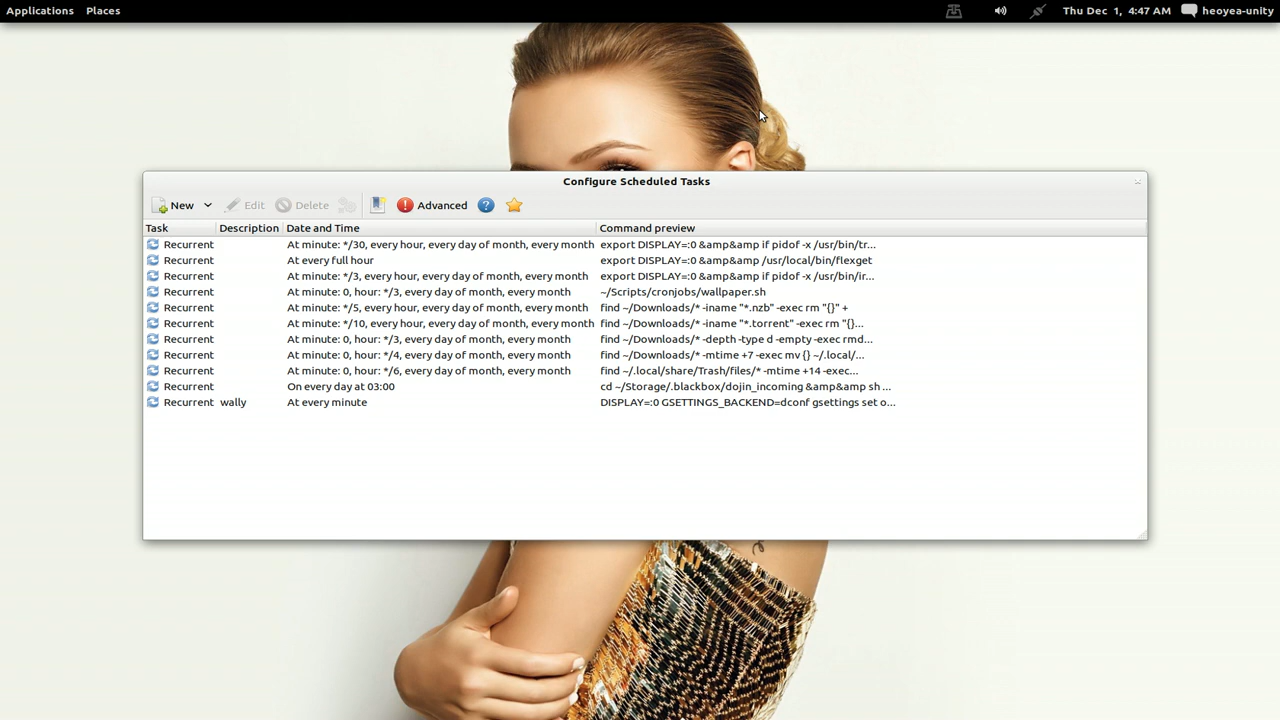 Applications Places Thu Dec 1, 4:47 AM heoyea-unity
Configure Scheduled Tasks
New Edit Delete Advanced
Task Description Date and Time Command preview
Recurrent At minute: */30, every hour, every day of month, every month export DISPLAY=:0 &amp&amp if pidof -x /usr/bin/tr...
Recurrent At every full hour export DISPLAY=:0 &amp&amp /usr/local/bin/flexget
Recurrent At minute: */3, every hour, every day of month, every month export DISPLAY=:0 &amp&amp if pidof -x /usr/bin/ir...
Recurrent At minute: 0, hour: */3, every day of month, every month ~/Scripts/cronjobs/wallpaper.sh
Recurrent At minute: */5, every hour, every day of month, every month find ~/Downloads/* -iname "*.nzb" -exec rm "{}" +
Recurrent At minute: */10, every hour, every day of month, every month find ~/Downloads/* -iname "*.torrent" -exec rm "{}...
Recurrent At minute: 0, hour: */3, every day of month, every month find ~/Downloads/* -depth -type d -empty -exec rmd...
Recurrent At minute: 0, hour: */4, every day of month, every month find ~/Downloads/* -mtime +7 -exec mv {} ~/.local/...
Recurrent At minute: 0, hour: */6, every day of month, every month find ~/.local/share/Trash/files/* -mtime +14 -exec...
Recurrent On every day at 03:00 cd ~/Storage/.blackbox/dojin_incoming &amp&amp sh ...
Recurrent wally At every minute DISPLAY=:0 GSETTINGS_BACKEND=dconf gsettings set o...